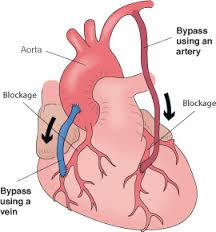 Bypass
using an
artery
Aorta
Blockage
Blockage
Bypass
using a
vein